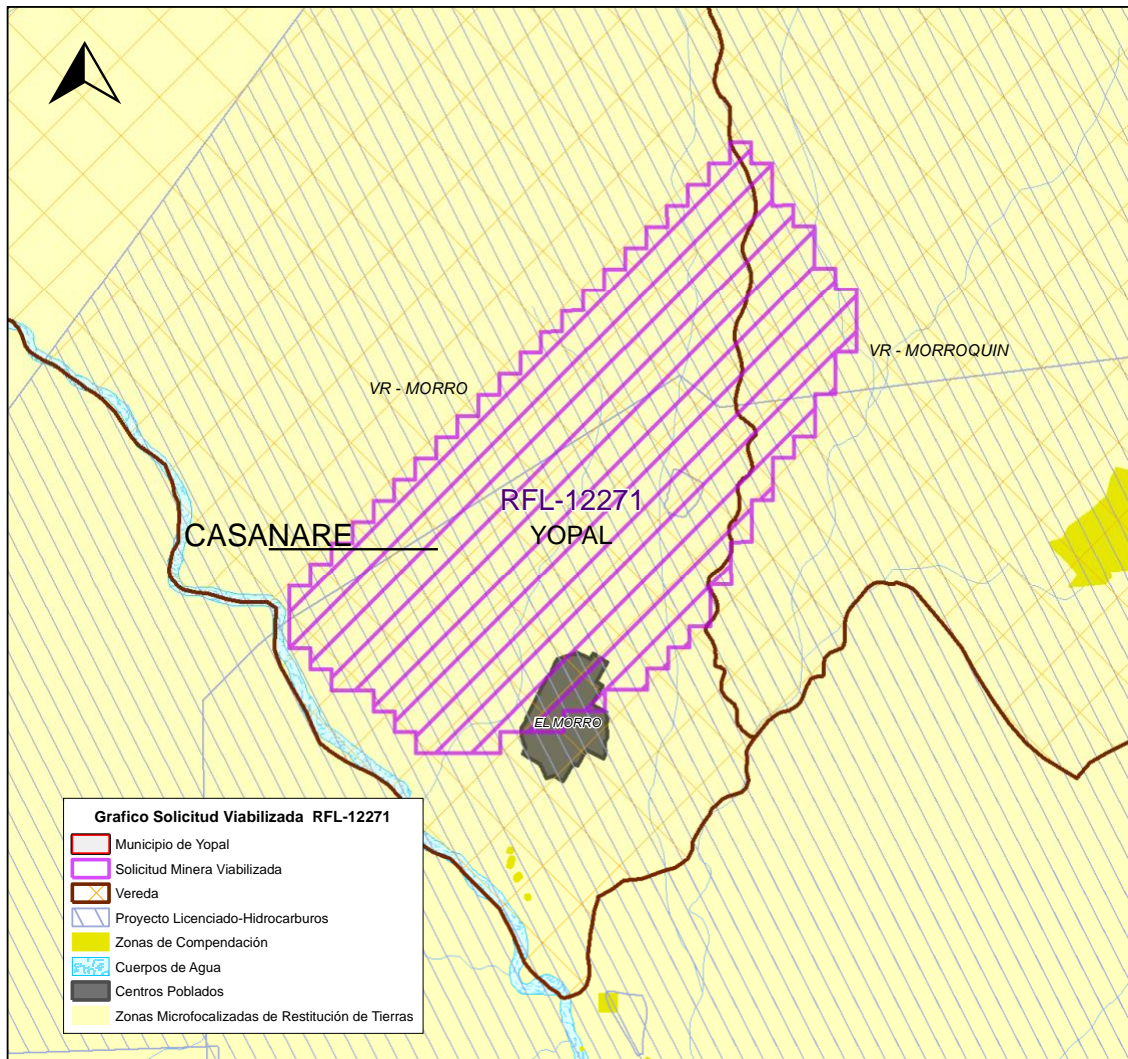 VR - MORROQUIN
VR - MORRO
RFL-12271
CASANARE
YOPAL
EL MORRO
Grafico Solicitud Viabilizada RFL-12271
Municipio de Yopal
Solicitud Minera Viabilizada
Vereda
Proyecto Licenciado-Hidrocarburos
Zonas de Compendación
Cuerpos de Agua
Centros Poblados
Zonas Microfocalizadas de Restitución de Tierras